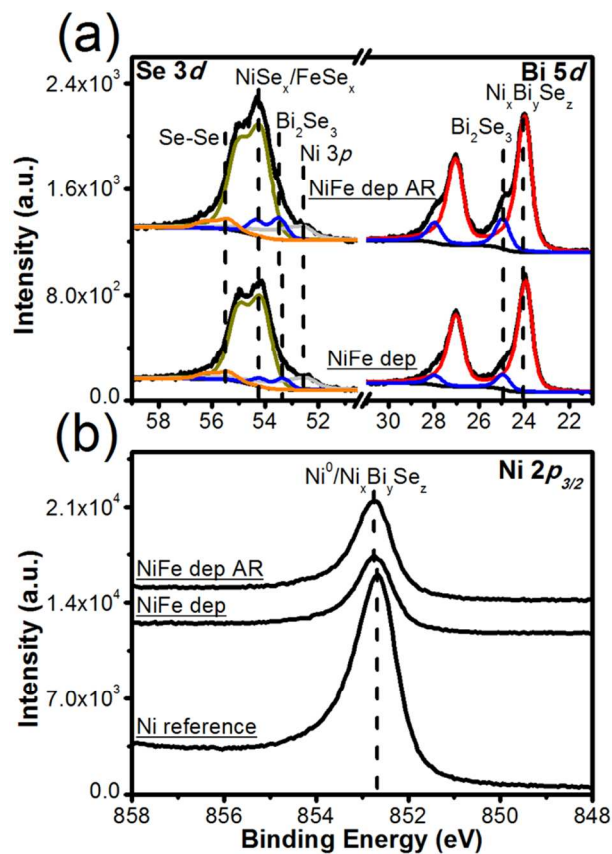 (a)
Se 3d
NiSeₓ/FeSeₓ
Bi₂Se₃
Ni 3p
Se-Se
Bi 5d
NiₓBiᵧSe_z
Bi₂Se₃
NiFe dep AR
NiFe dep
2.4x10³
1.6x10³
8.0x10²
0.0
Intensity (a.u.)
58 56 54 52 30 28 26 24 22
(b)
Ni 2p₃/₂
Ni⁰/NiₓBiᵧSe_z
NiFe dep AR
NiFe dep
Ni reference
2.1x10⁴
1.4x10⁴
7.0x10³
0.0
Intensity (a.u.)
858 856 854 852 850 848
Binding Energy (eV)